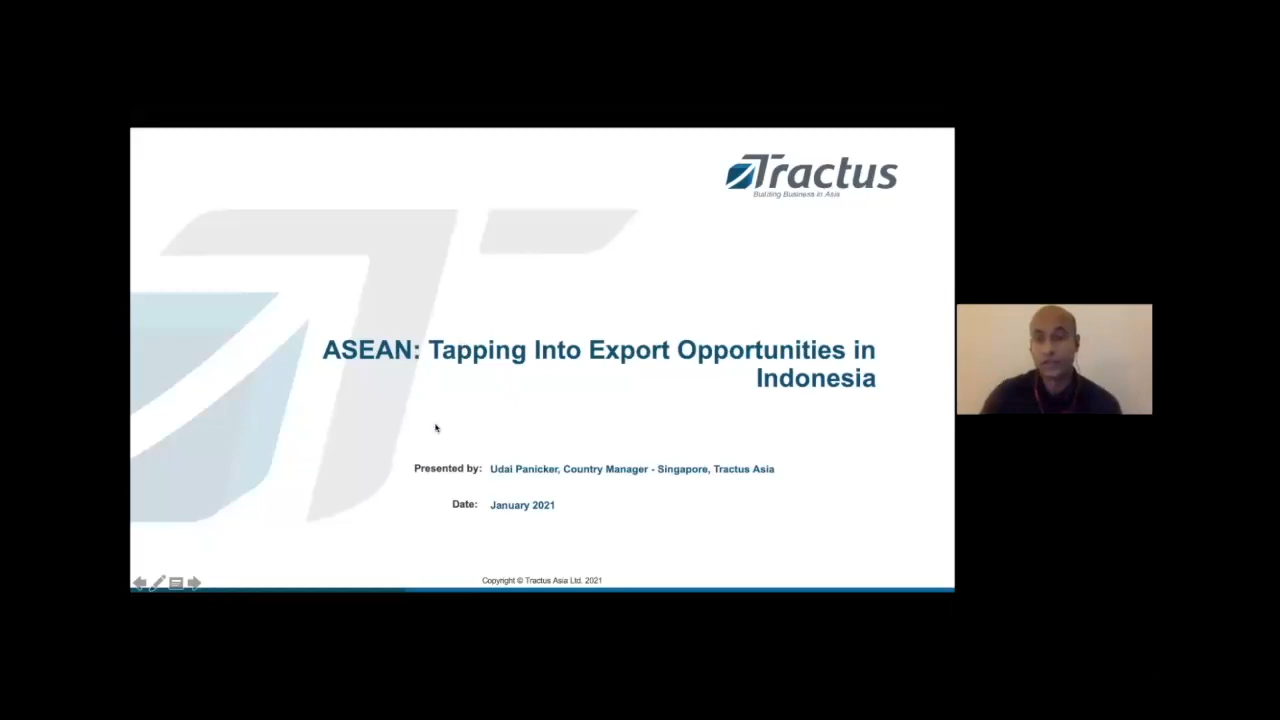 Tractus
Building Business in Asia
ASEAN: Tapping Into Export Opportunities in
Indonesia
Presented by: Udai Panicker, Country Manager - Singapore, Tractus Asia
Date: January 2021
Copyright © Tractus Asia Ltd. 2021